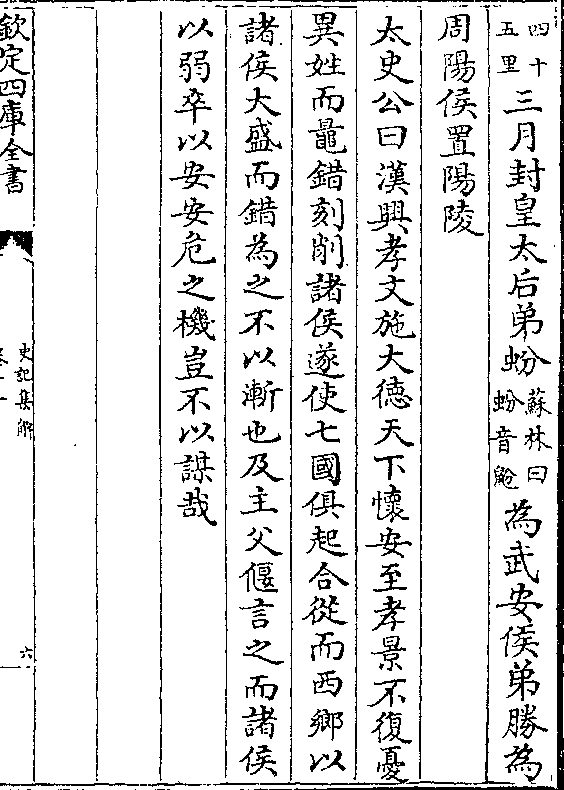 四十五里三月封皇太后弟蚡蘇林曰蚡音鼢為武安侯弟勝為
周陽侯置陽陵
太史公曰漢興孝文施大徳天下懷安至孝景不復憂
異姓而鼂錯刻削諸侯遂使七國俱起合從而西鄉以
諸侯大盛而錯為之不以漸也及主父偃言之而諸侯
以弱卒以安安危之機豈不以謀哉
欽定四庫全書
史記集解
六